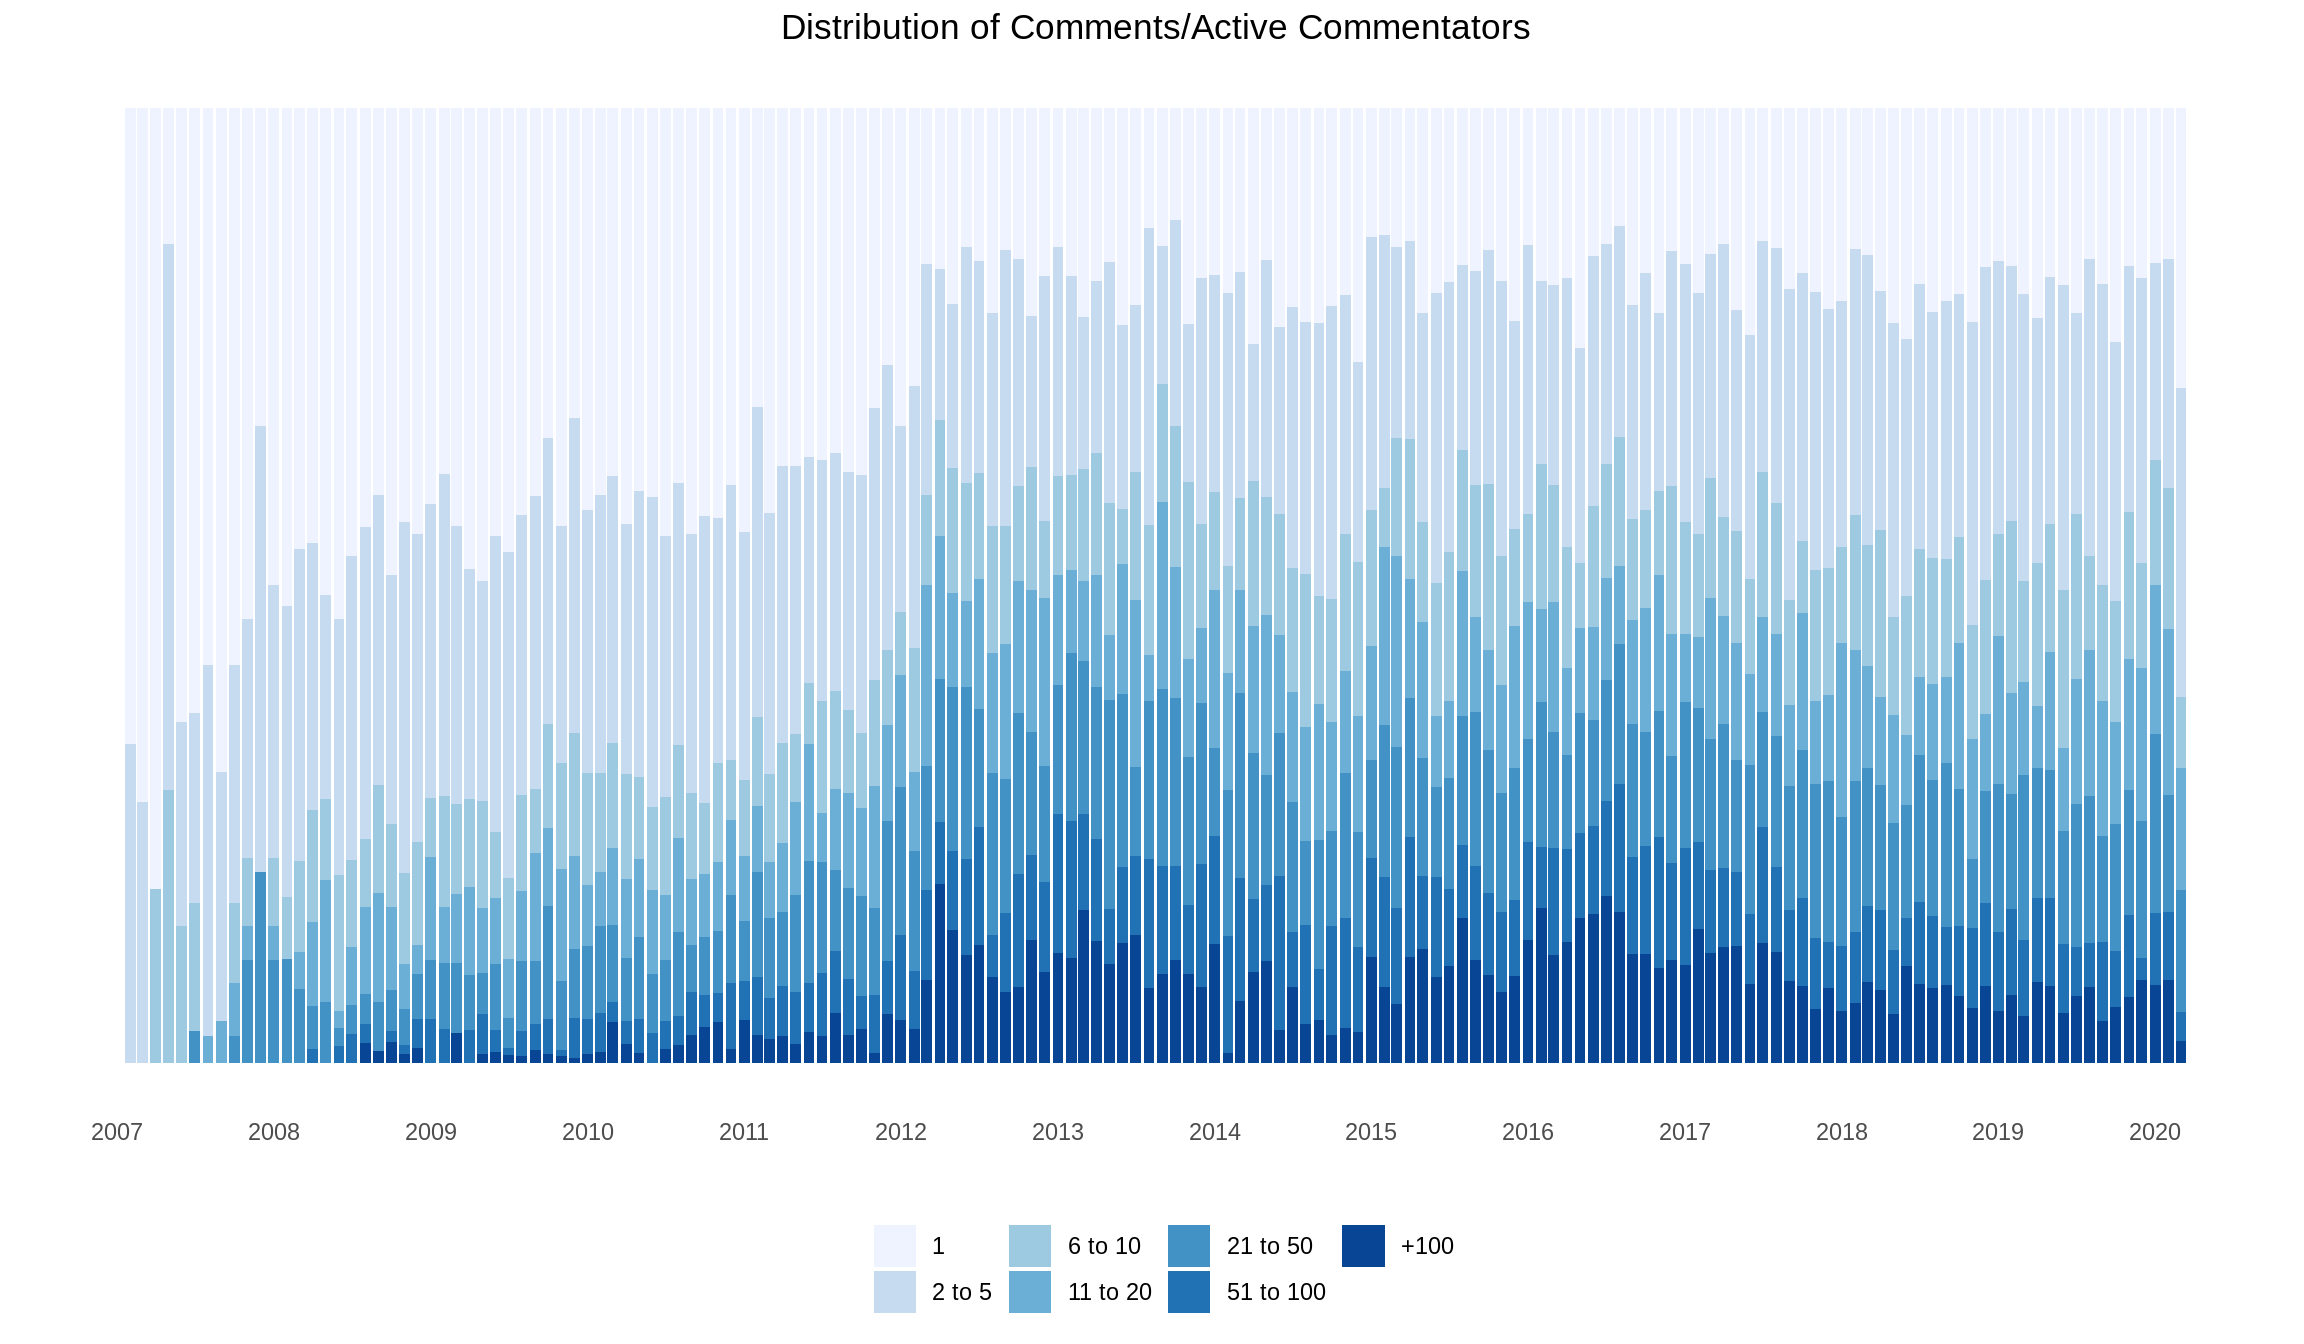 Distribution of Comments/Active Commentators
2007 2008 2009 2010 2011 2012 2013 2014 2015 2016 2017 2018 2019 2020
1 6 to 10 21 to 50 +100
2 to 5 11 to 20 51 to 100